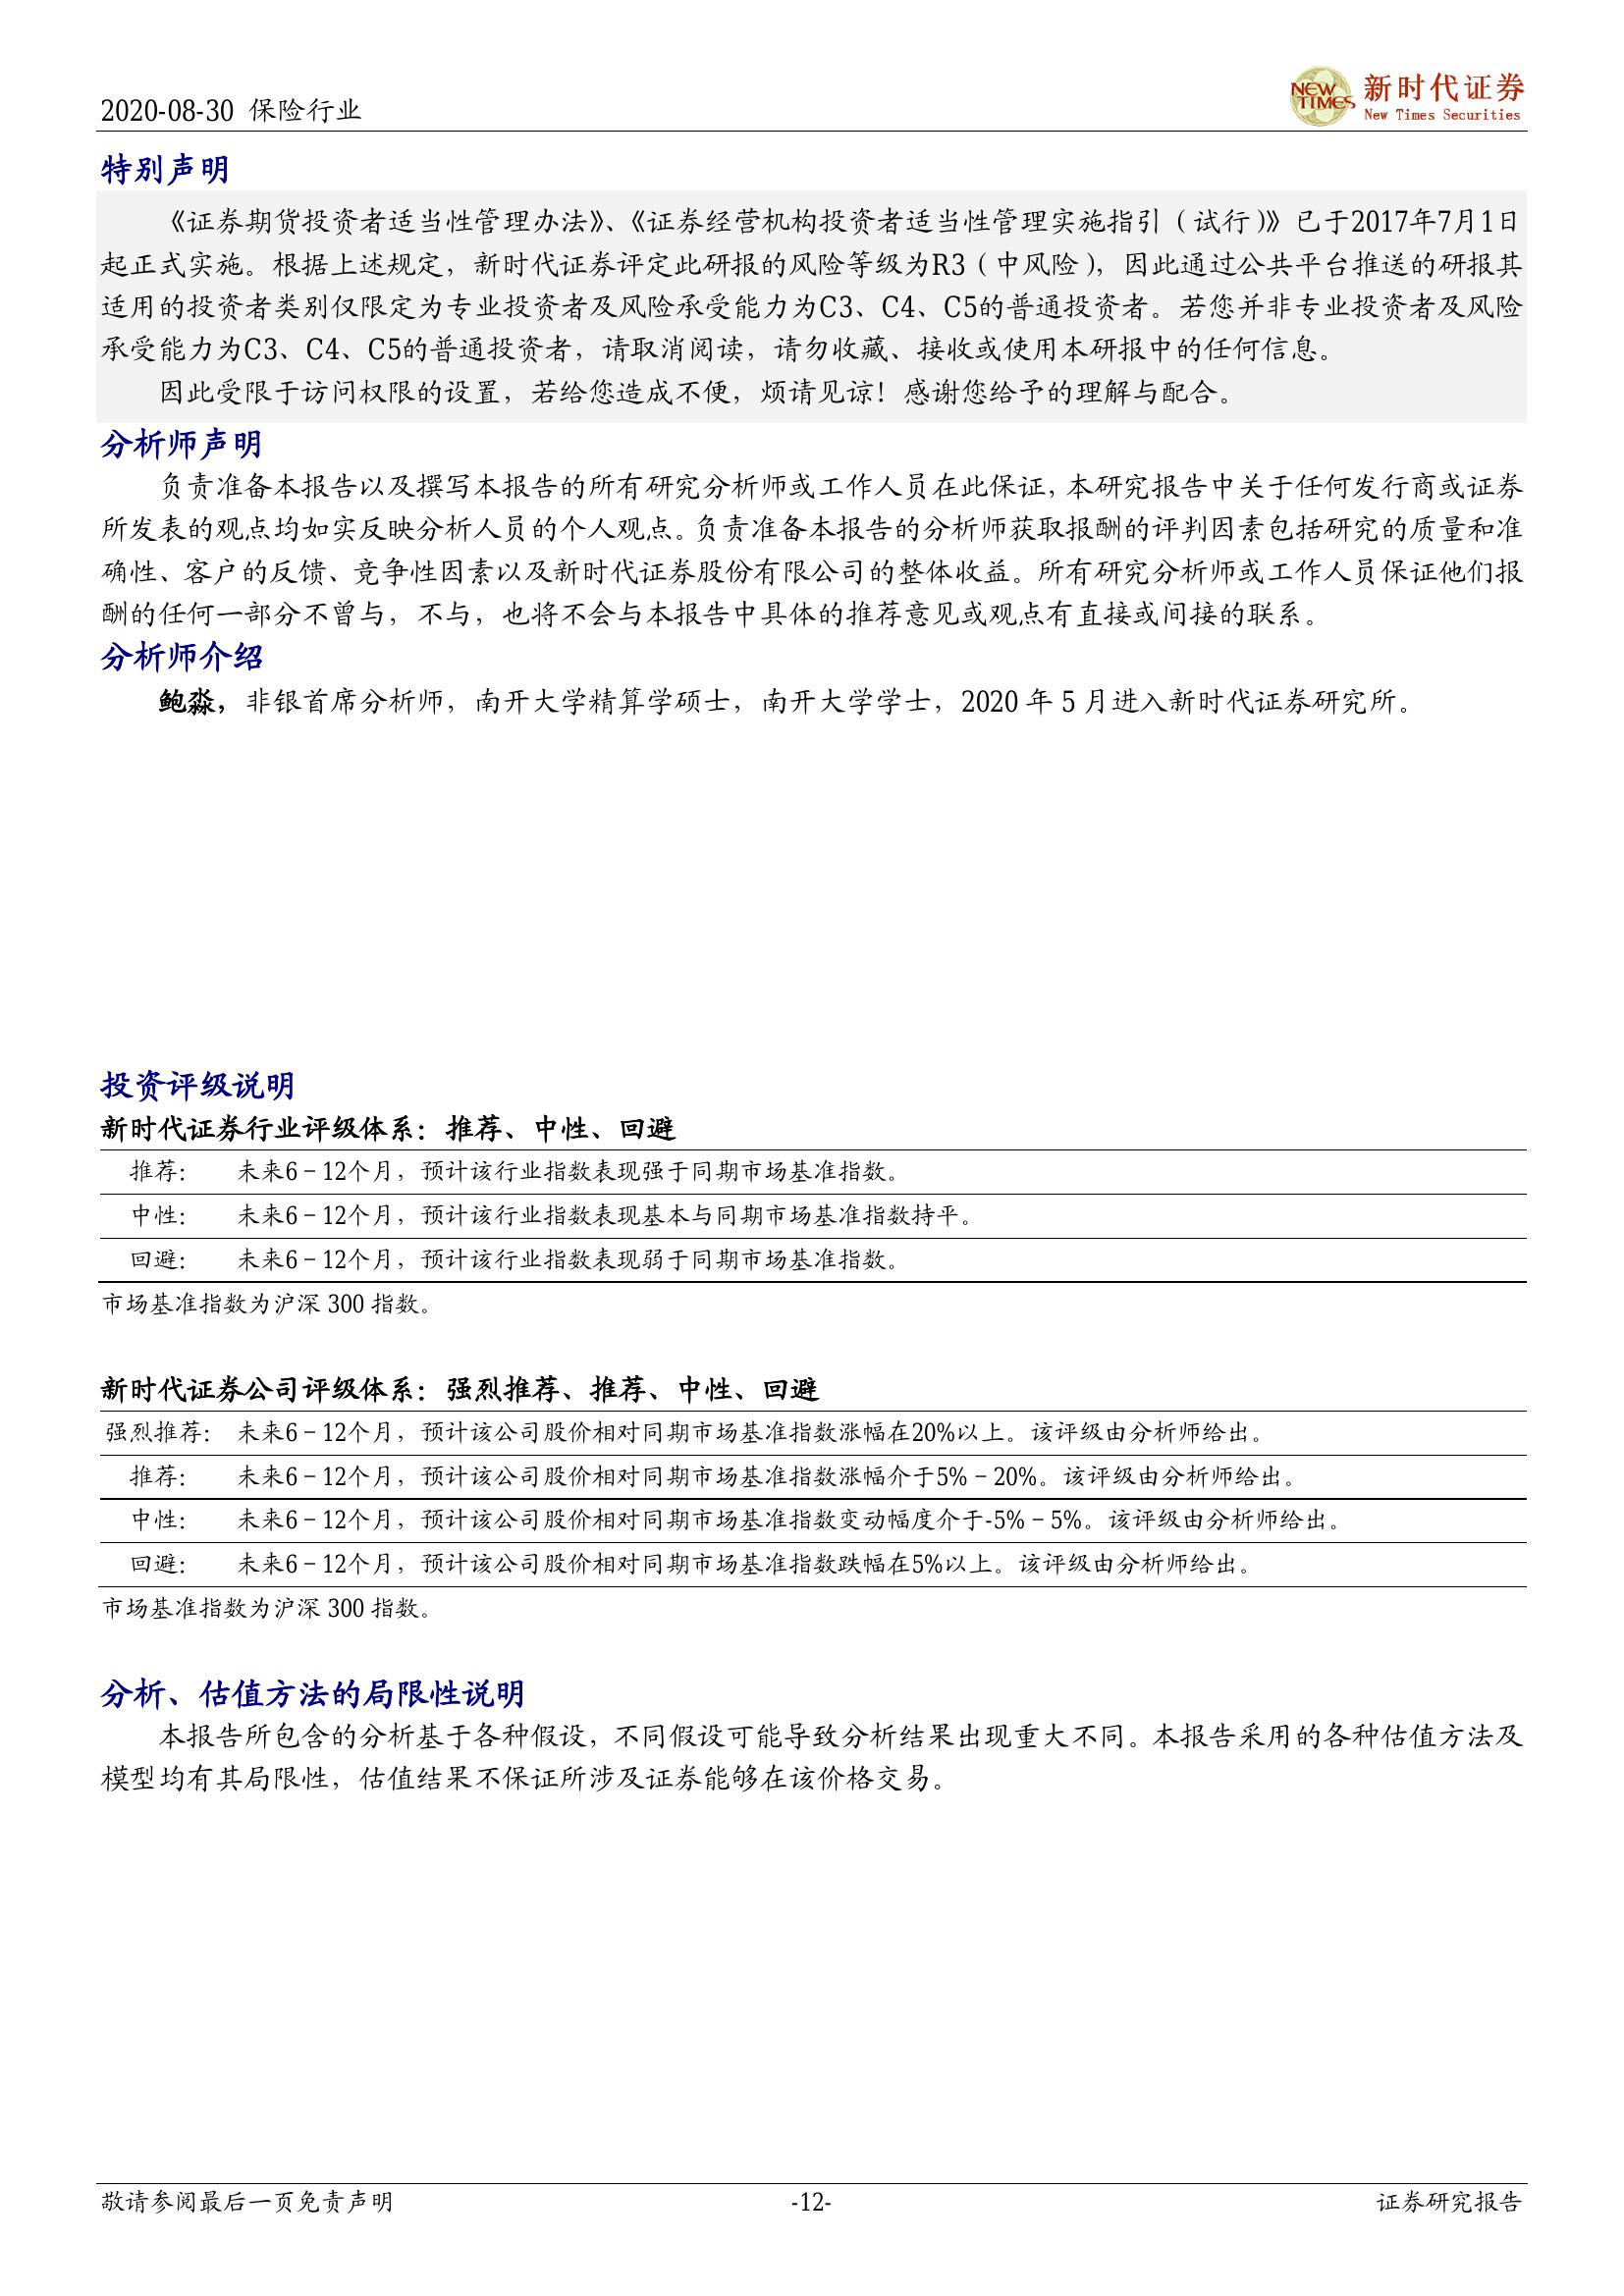 2020-08-30 保险行业
NEW TIMES
新时代证券
New Times Securities
特别声明
《证券期货投资者适当性管理办法》、《证券经营机构投资者适当性管理实施指引（试行）》已于2017年7月1日
起正式实施。根据上述规定，新时代证券评定此研报的风险等级为R3（中风险），因此通过公共平台推送的研报其
适用的投资者类别仅限定为专业投资者及风险承受能力为C3、C4、C5的普通投资者。若您并非专业投资者及风险
承受能力为C3、C4、C5的普通投资者，请取消阅读，请勿收藏、接收或使用本研报中的任何信息。
因此受限于访问权限的设置，若给您造成不便，烦请见谅！感谢您给予的理解与配合。
分析师声明
负责准备本报告以及撰写本报告的所有研究分析师或工作人员在此保证，本研究报告中关于任何发行商或证券
所发表的观点均如实反映分析人员的个人观点。负责准备本报告的分析师获取报酬的评判因素包括研究的质量和准
确性、客户的反馈、竞争性因素以及新时代证券股份有限公司的整体收益。所有研究分析师或工作人员保证他们报
酬的任何一部分不曾与，不与，也将不会与本报告中具体的推荐意见或观点有直接或间接的联系。
分析师介绍
鲍淼，非银首席分析师，南开大学精算学硕士，南开大学学士，2020 年 5 月进入新时代证券研究所。
投资评级说明
新时代证券行业评级体系：推荐、中性、回避
推荐： 未来6－12个月，预计该行业指数表现强于同期市场基准指数。
中性： 未来6－12个月，预计该行业指数表现基本与同期市场基准指数持平。
回避： 未来6－12个月，预计该行业指数表现弱于同期市场基准指数。
市场基准指数为沪深 300 指数。
新时代证券公司评级体系：强烈推荐、推荐、中性、回避
强烈推荐： 未来6－12个月，预计该公司股价相对同期市场基准指数涨幅在20%以上。该评级由分析师给出。
推荐： 未来6－12个月，预计该公司股价相对同期市场基准指数涨幅介于5%－20%。该评级由分析师给出。
中性： 未来6－12个月，预计该公司股价相对同期市场基准指数变动幅度介于-5%－5%。该评级由分析师给出。
回避： 未来6－12个月，预计该公司股价相对同期市场基准指数跌幅在5%以上。该评级由分析师给出。
市场基准指数为沪深 300 指数。
分析、估值方法的局限性说明
本报告所包含的分析基于各种假设，不同假设可能导致分析结果出现重大不同。本报告采用的各种估值方法及
模型均有其局限性，估值结果不保证所涉及证券能够在该价格交易。
敬请参阅最后一页免责声明 -12- 证券研究报告